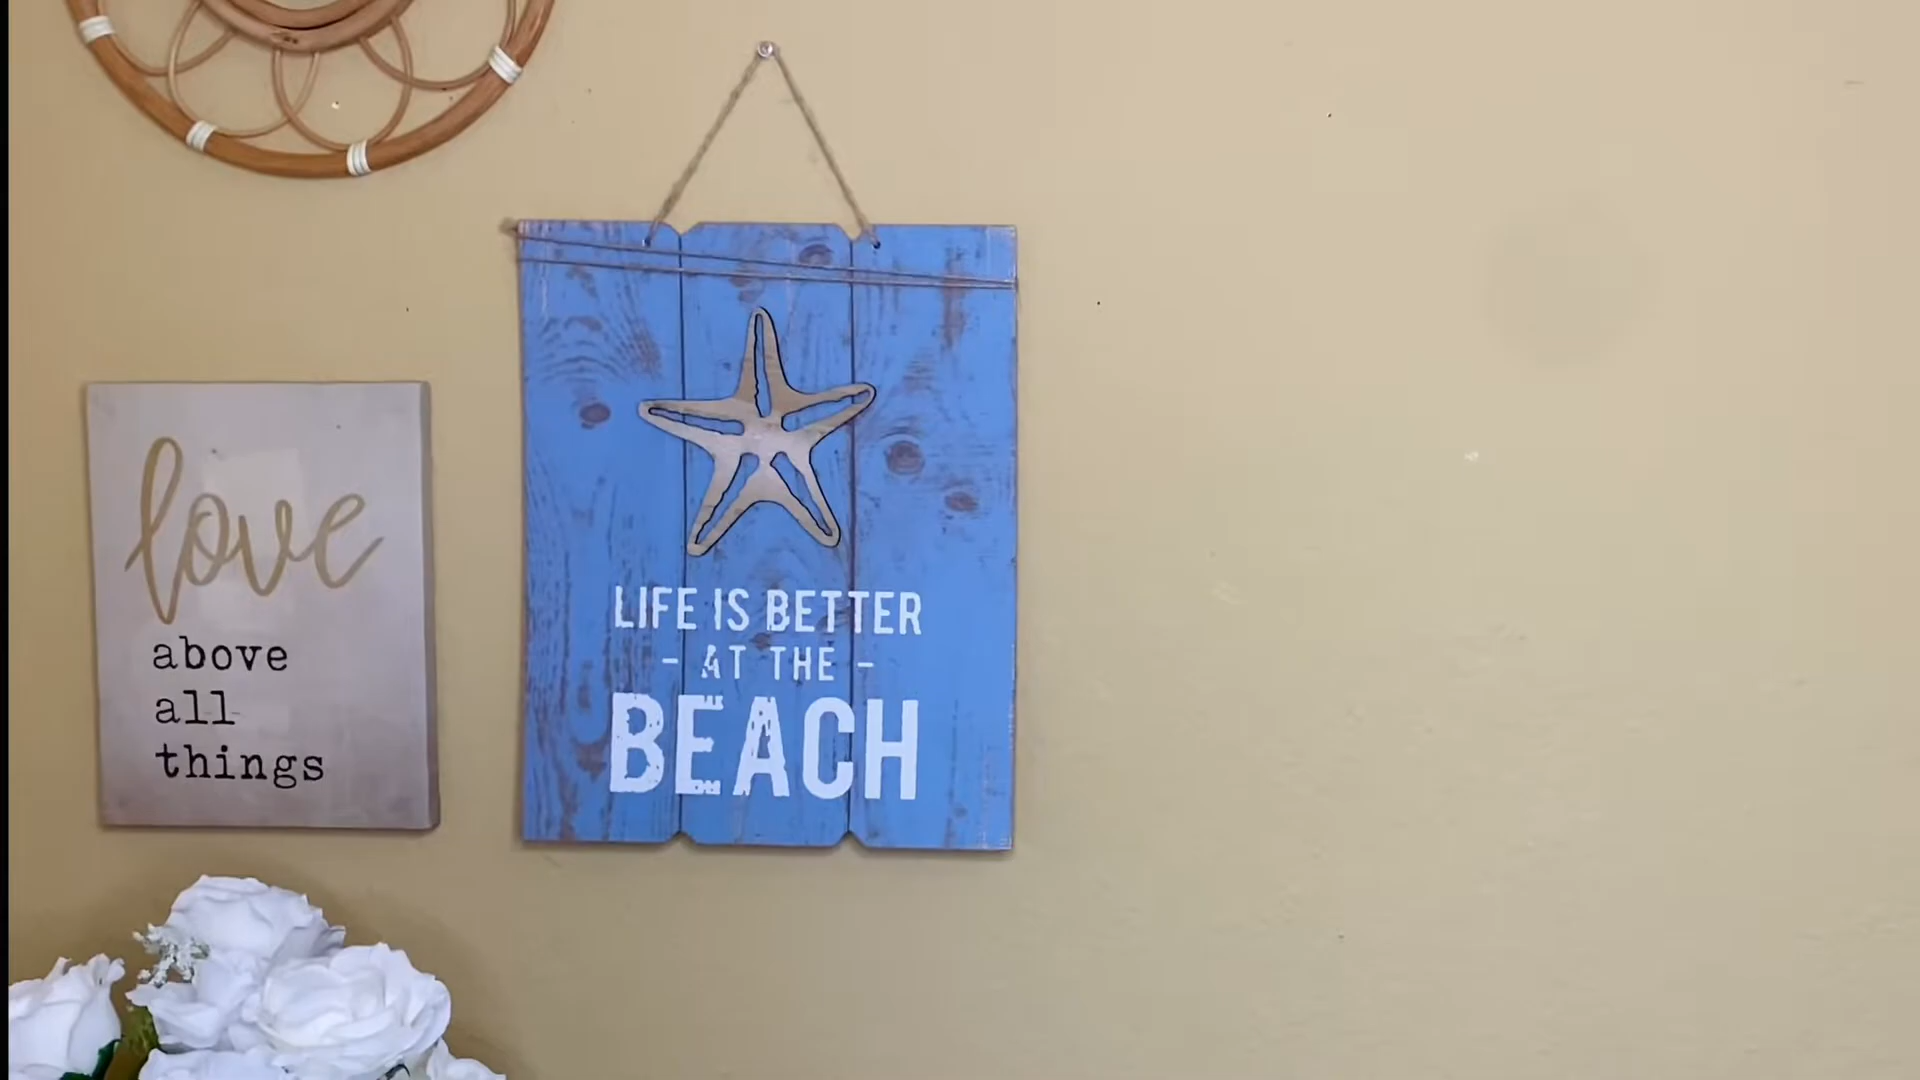 love
above
all
things
LIFE IS BETTER
- AT THE -
BEACH